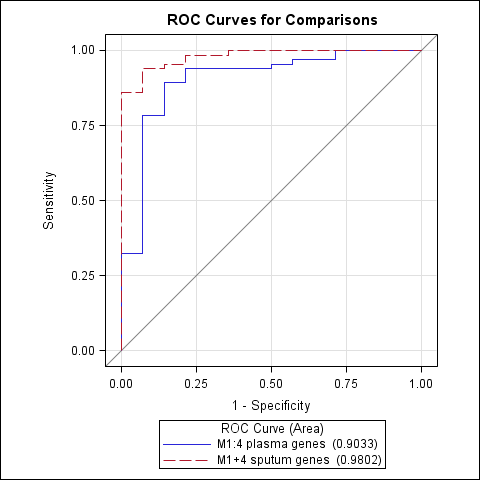 ROC Curves for Comparisons
1.00
0.75
0.50
0.25
0.00
Sensitivity
0.00 0.25 0.50 0.75 1.00
1 - Specificity
ROC Curve (Area)
M1:4 plasma genes (0.9033)
M1+4 sputum genes (0.9802)